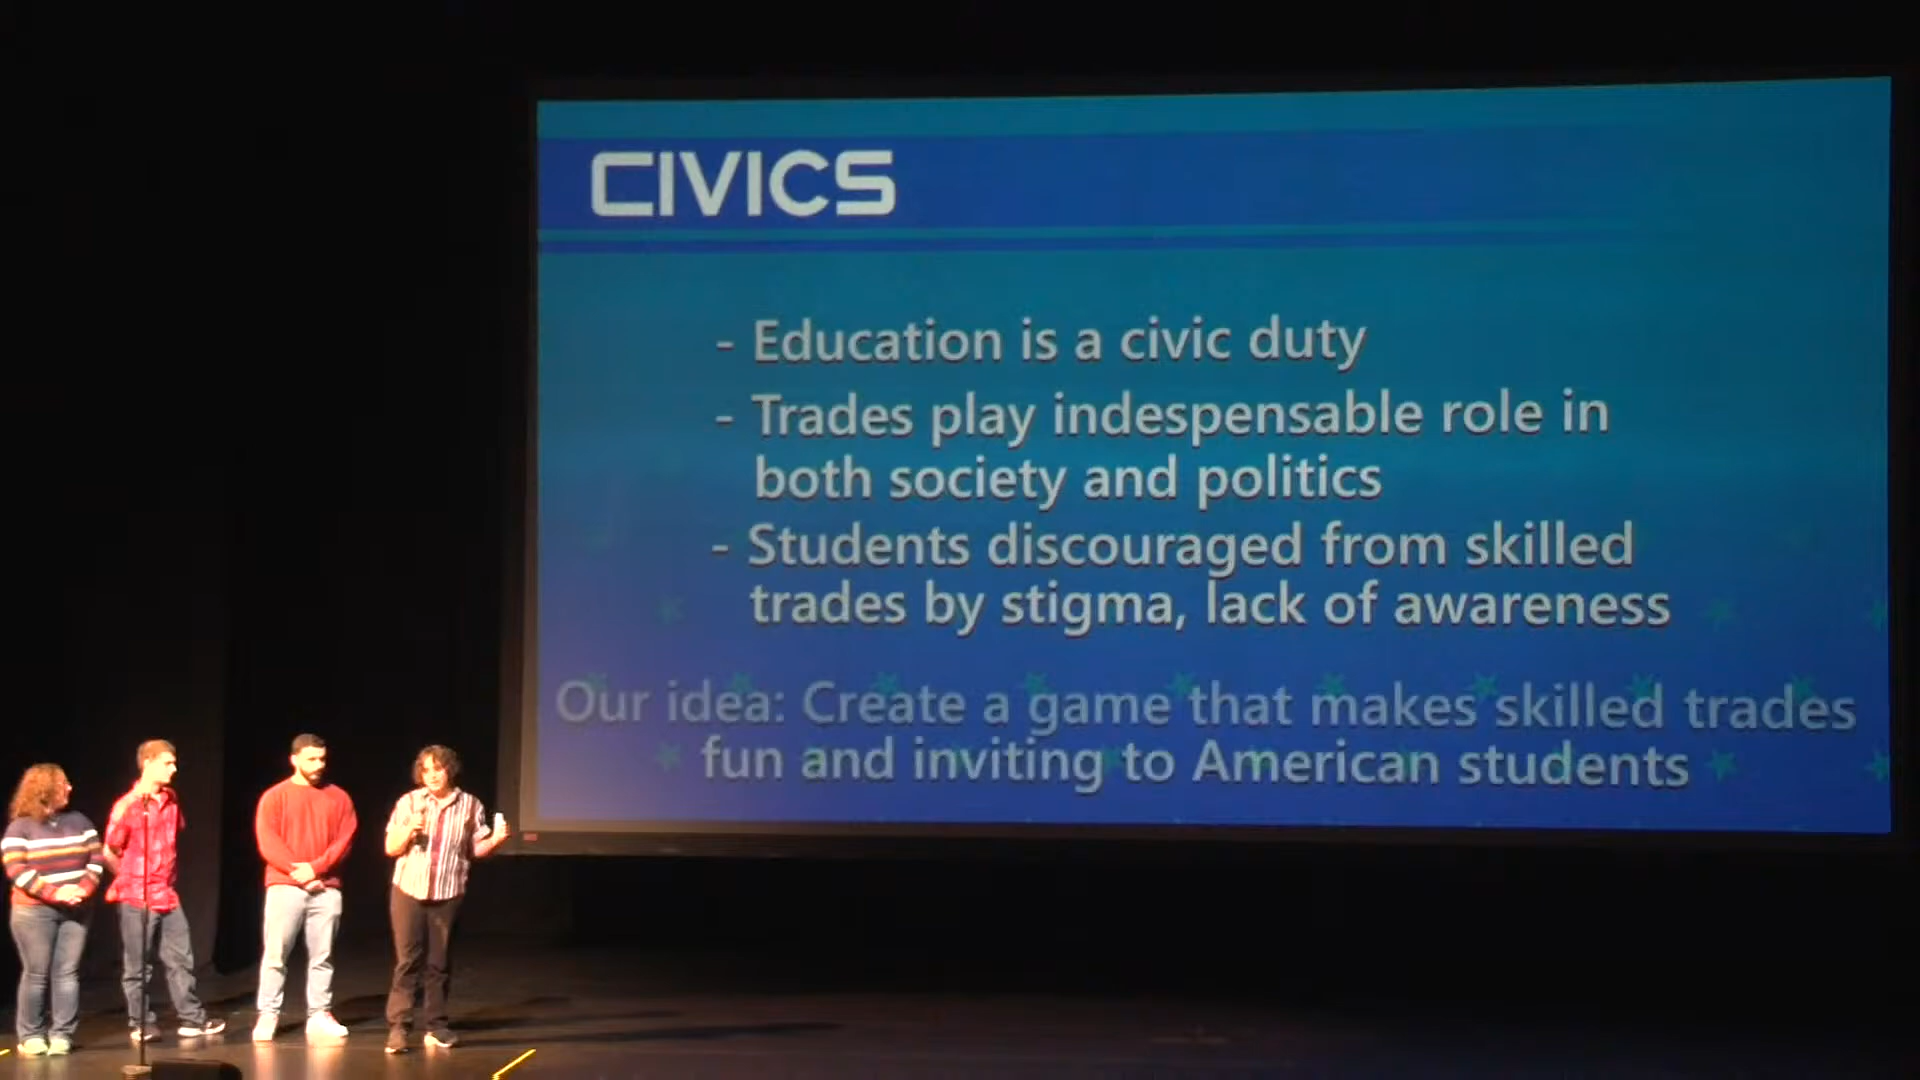 CIVICS
- Education is a civic duty
- Trades play indespensable role in
both society and politics
- Students discouraged from skilled
trades by stigma, lack of awareness
Our idea: Create a game that makes skilled trades
fun and inviting to American students